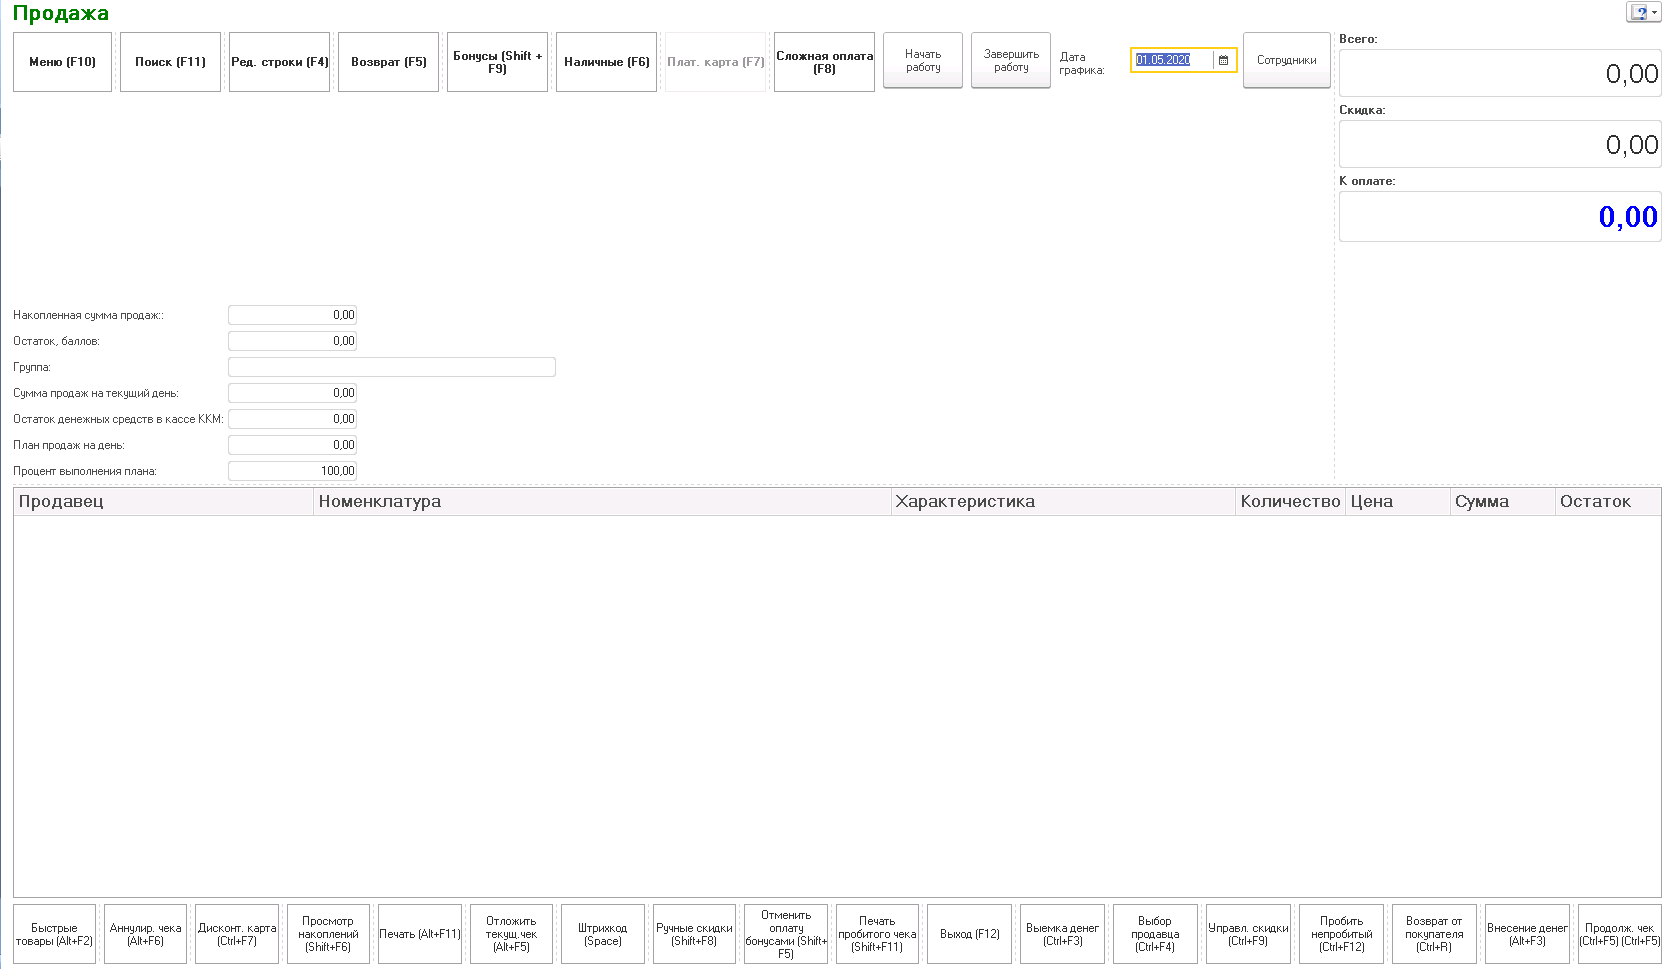 Продажа
Меню (F10)
Поиск (F11)
Ред. строки (F4)
Возврат (F5)
Бонусы (Shift +
F9)
Наличные (F6)
Плат. карта (F7)
Сложная оплата
(F8)
Начать
работу
Завершить
работу
Дата
графика:
01.05.2020
Сотрудники
Всего:
0,00
Скидка:
0,00
К оплате:
0,00
Накопленная сумма продаж::
0,00
Остаток, баллов:
0,00
Группа:
Сумма продаж на текущий день:
0,00
Остаток денежных средств в кассе ККМ:
0,00
План продаж на день:
0,00
Процент выполнения плана:
100,00
Продавец
Номенклатура
Характеристика
Количество
Цена
Сумма
Остаток
Быстрые
товары (Alt+F2)
Аннулир. чека
(Alt+F6)
Дисконт. карта
(Ctrl+F7)
Просмотр
накоплений
(Shift+F6)
Печать (Alt+F11)
Отложить
текущ.чек
(Alt+F5)
Штрихкод
(Space)
Ручные скидки
(Shift+F8)
Отменить
оплату
бонусами (Shift+
F5)
Печать
пробитого чека
(Shift+F11)
Выход (F12)
Выемка денег
(Ctrl+F3)
Выбор
продавца
(Ctrl+F4)
Управл. скидки
(Ctrl+F9)
Пробить
непробитый
(Ctrl+F12)
Возврат от
покупателя
(Ctrl+R)
Внесение денег
(Alt+F3)
Продолж. чек
(Ctrl+F5) (Ctrl+F5)